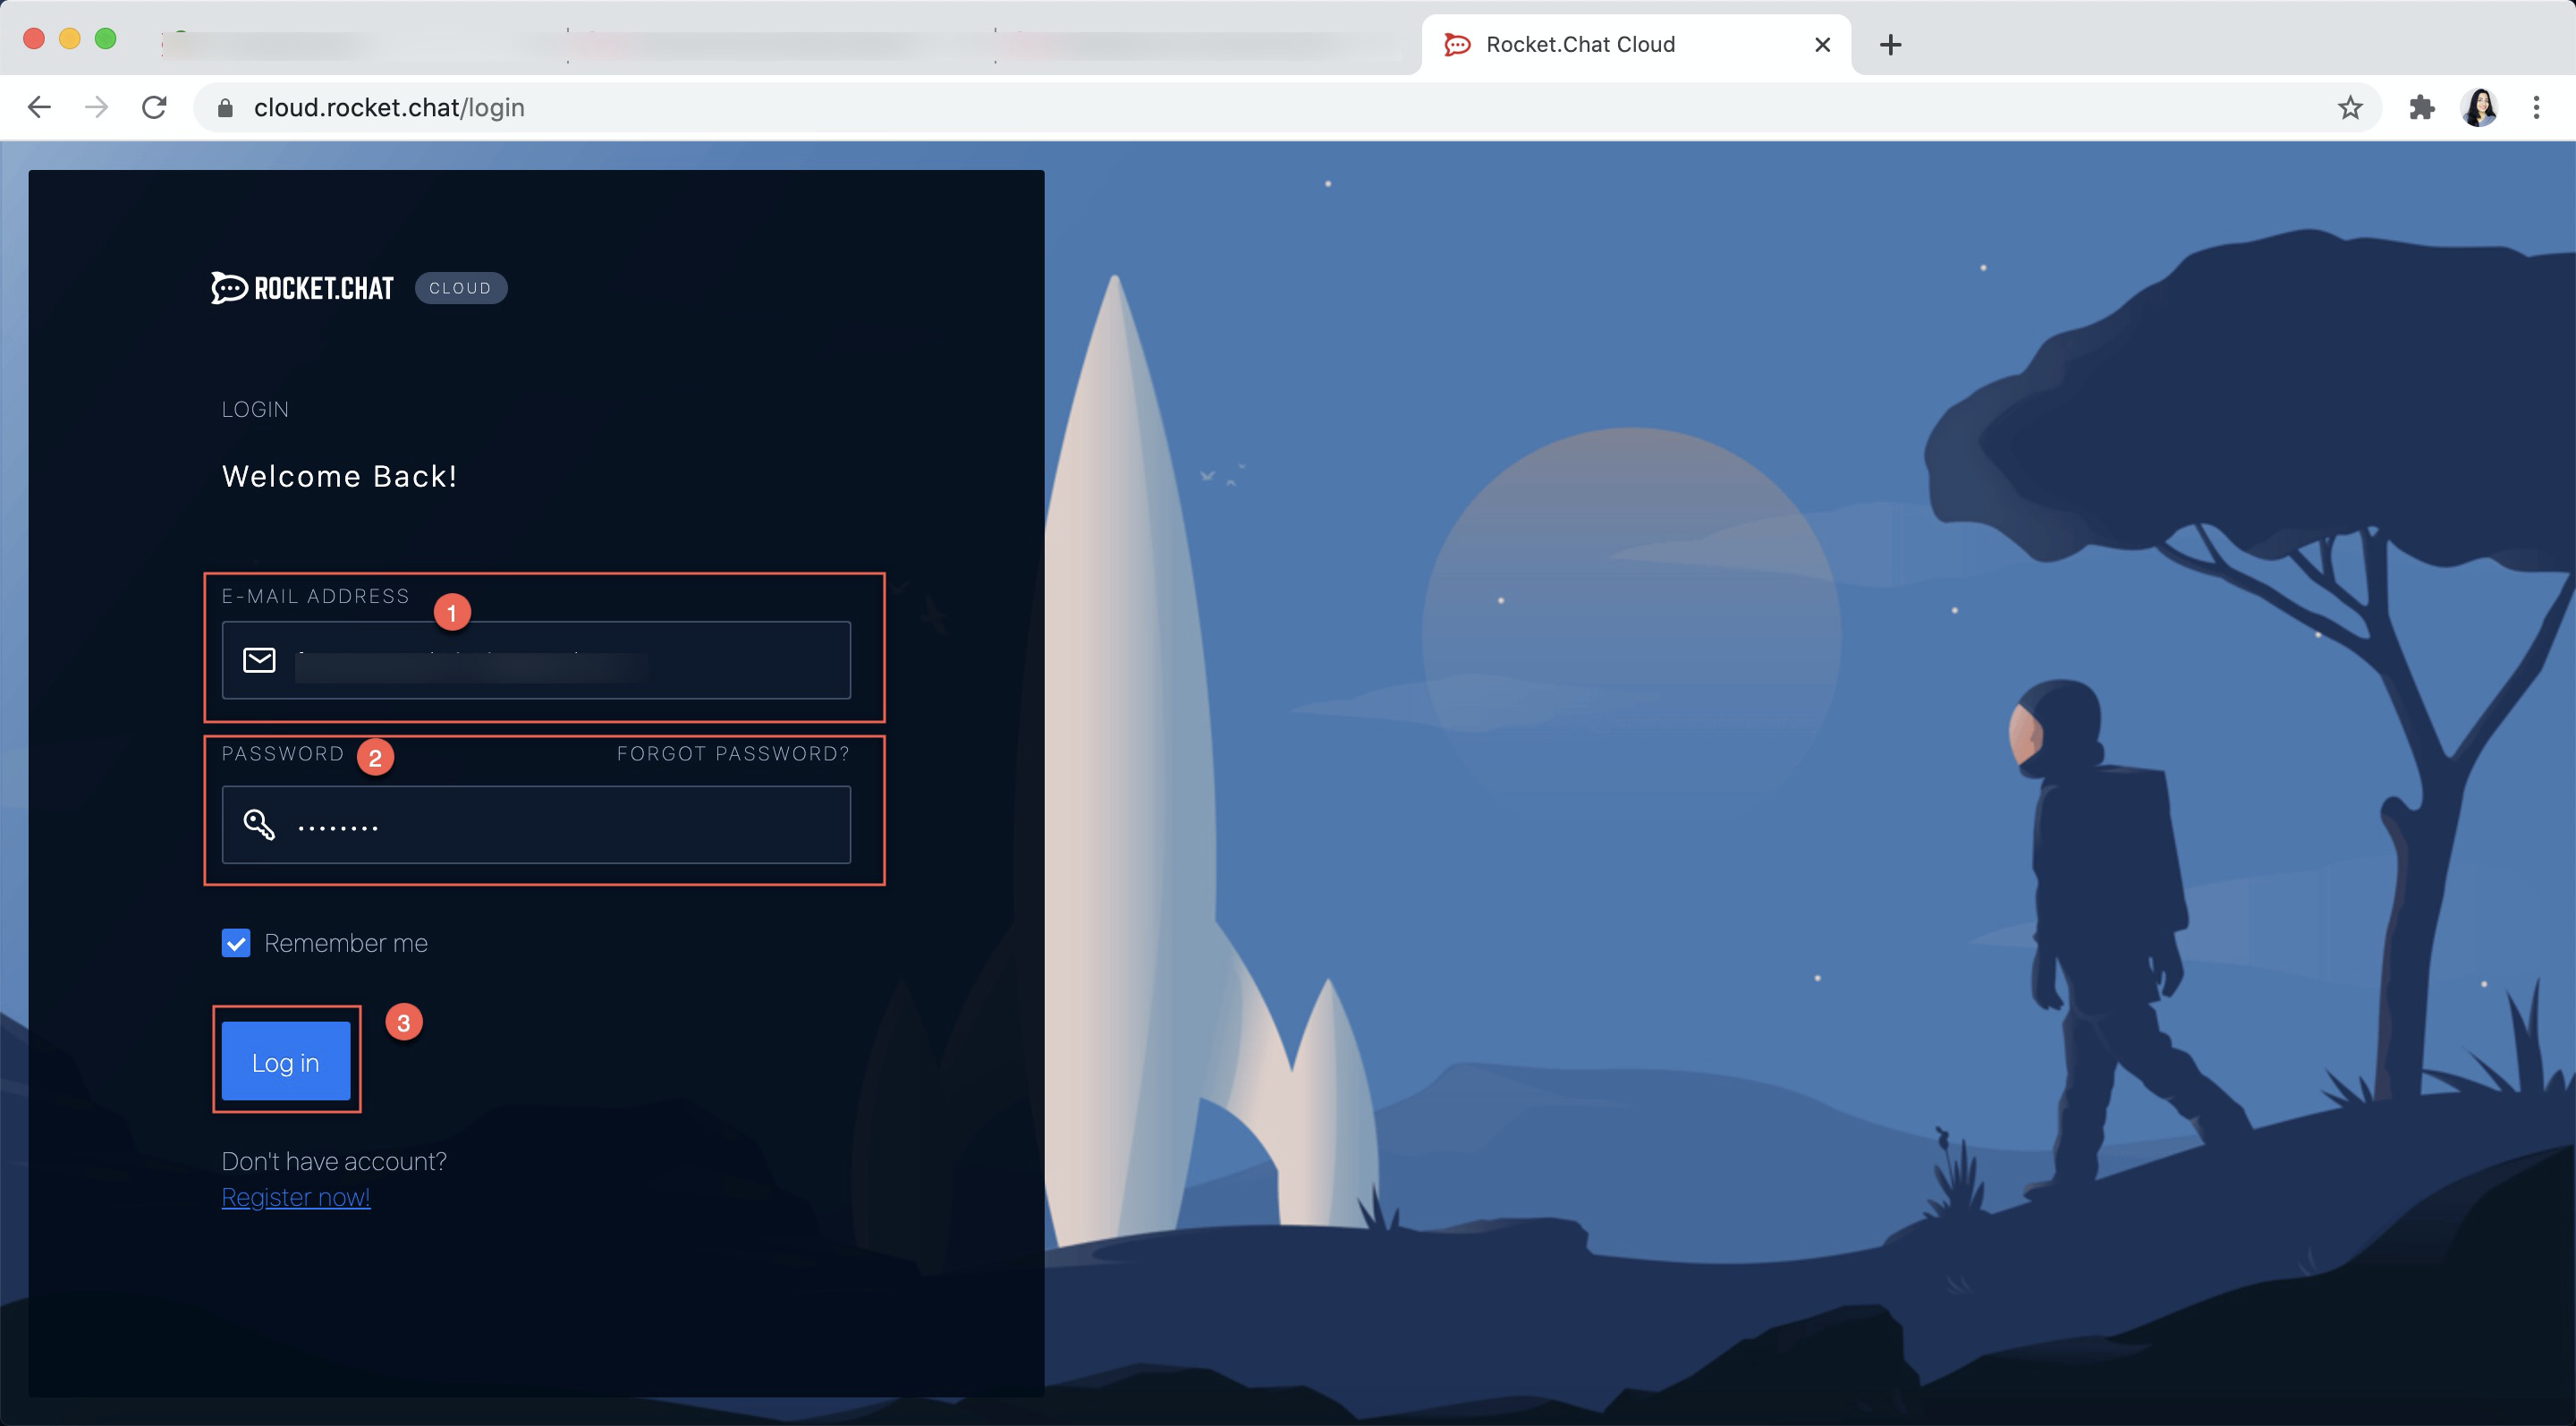 Rocket.Chat Cloud
cloud.rocket.chat/login
ROCKET.CHAT CLOUD
LOGIN
Welcome Back!
E-MAIL ADDRESS 1
PASSWORD 2 FORGOT PASSWORD?
Remember me
Log in 3
Don't have account?
Register now!